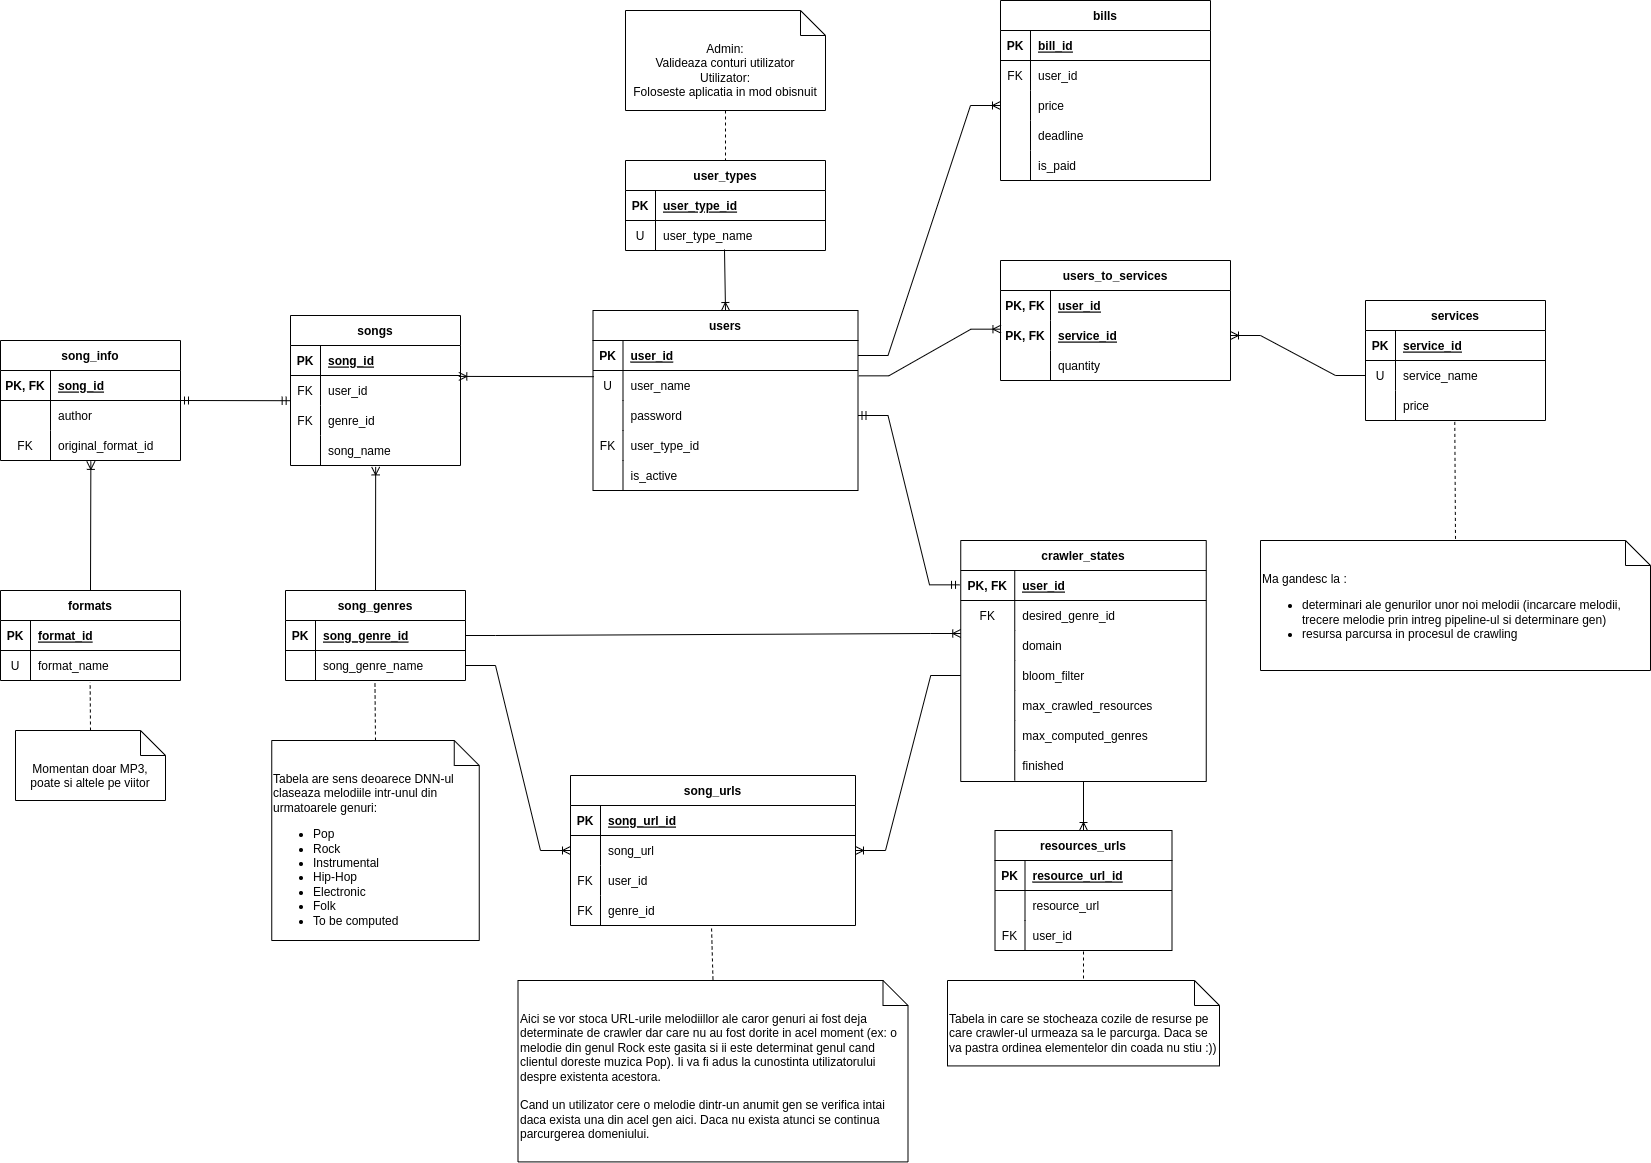 Admin:
Valideaza conturi utilizator
Utilizator:
Foloseste aplicatia in mod obisnuit
bills
PK bill_id
FK user_id
price
deadline
is_paid
user_types
PK user_type_id
U user_type_name
users_to_services
PK, FK user_id
PK, FK service_id
quantity
services
PK service_id
U service_name
price
users
PK user_id
U user_name
password
FK user_type_id
is_active
songs
PK song_id
FK user_id
FK genre_id
song_name
song_info
PK, FK song_id
author
FK original_format_id
crawler_states
PK, FK user_id
FK desired_genre_id
domain
bloom_filter
max_crawled_resources
max_computed_genres
finished
Ma gandesc la :
• determinari ale genurilor unor noi melodii (incarcare melodii,
trecere melodie prin intreg pipeline-ul si determinare gen)
• resursa parcursa in procesul de crawling
formats
PK format_id
U format_name
song_genres
PK song_genre_id
song_genre_name
Momentan doar MP3,
poate si altele pe viitor
Tabela are sens deoarece DNN-ul
claseaza melodiile intr-unul din
urmatoarele genuri:
• Pop
• Rock
• Instrumental
• Hip-Hop
• Electronic
• Folk
• To be computed
song_urls
PK song_url_id
song_url
FK user_id
FK genre_id
resources_urls
PK resource_url_id
resource_url
FK user_id
Aici se vor stoca URL-urile melodiillor ale caror genuri ai fost deja
determinate de crawler dar care nu au fost dorite in acel moment (ex: o
melodie din genul Rock este gasita si ii este determinat genul cand
clientul doreste muzica Pop). Ii va fi adus la cunostinta utilizatorului
despre existenta acestora.
Cand un utilizator cere o melodie dintr-un anumit gen se verifica intai
daca exista una din acel gen aici. Daca nu exista atunci se continua
parcurgerea domeniului.
Tabela in care se stocheaza cozile de resurse pe
care crawler-ul urmeaza sa le parcurga. Daca se
va pastra ordinea elementelor din coada nu stiu :))